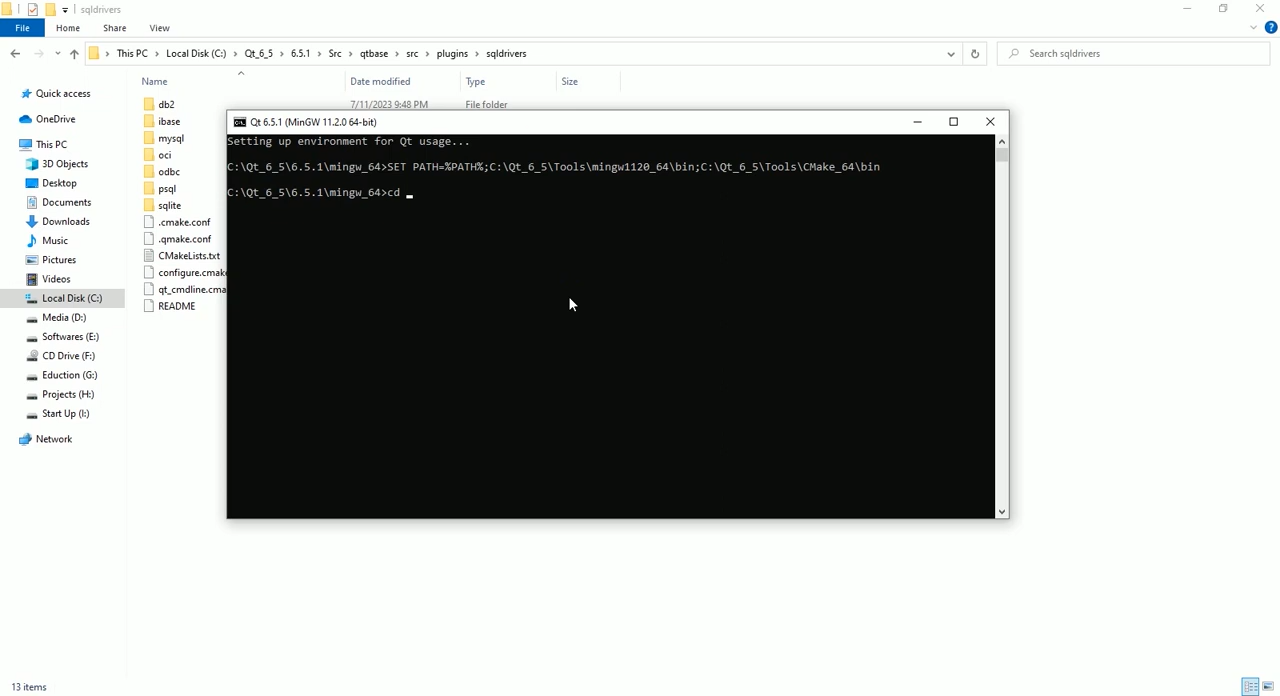 sqldrivers
File Home Share View
This PC Local Disk (C:) Qt_6_5 6.5.1 Src qtbase src plugins sqldrivers
Search sqldrivers
Name Date modified Type Size
Quick access
OneDrive
This PC
3D Objects
Desktop
Documents
Downloads
Music
Pictures
Videos
Local Disk (C:)
Media (D:)
Softwares (E:)
CD Drive (F:)
Eduction (G:)
Projects (H:)
Start Up (I:)
Network
db2 7/11/2023 9:48 PM File folder
ibase
mysql
oci
odbc
psql
sqlite
.cmake.conf
.qmake.conf
CMakeLists.txt
configure.cmake
qt_cmdline.cma
README
Qt 6.5.1 (MinGW 11.2.0 64-bit)
Setting up environment for Qt usage...
C:\Qt_6_5\6.5.1\mingw_64>SET PATH=%PATH%;C:\Qt_6_5\Tools\mingw1120_64\bin;C:\Qt_6_5\Tools\CMake_64\bin
C:\Qt_6_5\6.5.1\mingw_64>cd
13 items